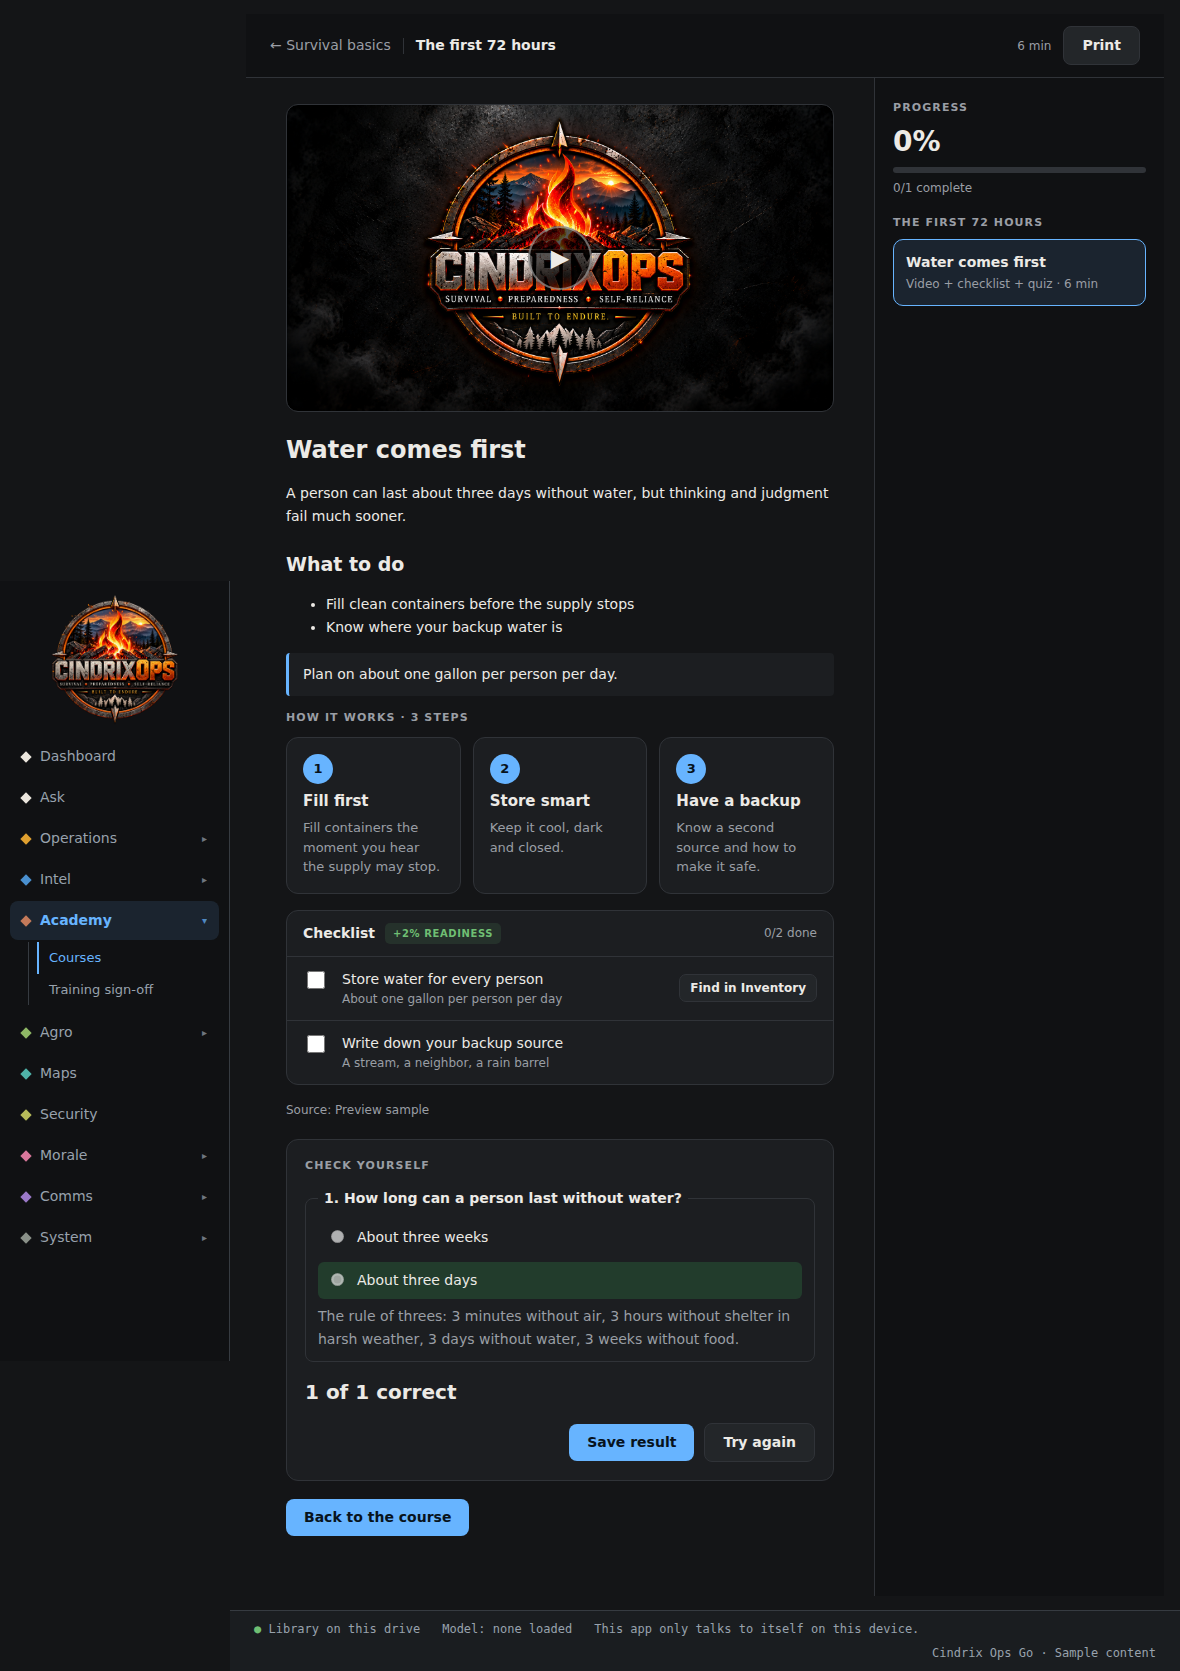 ← Survival basics
The first 72 hours
6 min
Print
CINDRIXOPS
SURVIVAL ♦ PREPAREDNESS ♦ SELF-RELIANCE
BUILT TO ENDURE.
Water comes first
A person can last about three days without water, but thinking and judgment
fail much sooner.
What to do
• Fill clean containers before the supply stops
• Know where your backup water is
Plan on about one gallon per person per day.
HOW IT WORKS · 3 STEPS
1
Fill first
Fill containers the
moment you hear
the supply may stop.
2
Store smart
Keep it cool, dark
and closed.
3
Have a backup
Know a second
source and how to
make it safe.
Checklist
+2% READINESS
0/2 done
Store water for every person
About one gallon per person per day
Find in Inventory
Write down your backup source
A stream, a neighbor, a rain barrel
Source: Preview sample
CHECK YOURSELF
1. How long can a person last without water?
About three weeks
About three days
The rule of threes: 3 minutes without air, 3 hours without shelter in
harsh weather, 3 days without water, 3 weeks without food.
1 of 1 correct
Save result
Try again
Back to the course
PROGRESS
0%
0/1 complete
THE FIRST 72 HOURS
Water comes first
Video + checklist + quiz · 6 min
CINDRIXOPS
SURVIVAL ♦ PREPAREDNESS ♦ SELF-RELIANCE
BUILT TO ENDURE
Dashboard
Ask
Operations
Intel
Academy
Courses
Training sign-off
Agro
Maps
Security
Morale
Comms
System
● Library on this drive
Model: none loaded
This app only talks to itself on this device.
Cindrix Ops Go · Sample content